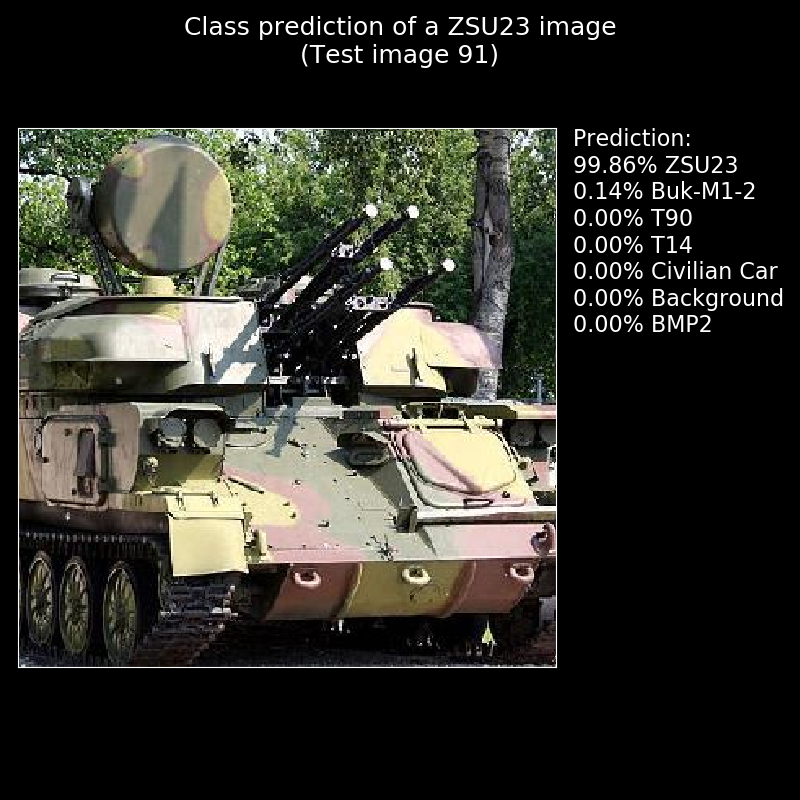 Class prediction of a ZSU23 image
(Test image 91)
Prediction:
99.86% ZSU23
0.14% Buk-M1-2
0.00% T90
0.00% T14
0.00% Civilian Car
0.00% Background
0.00% BMP2